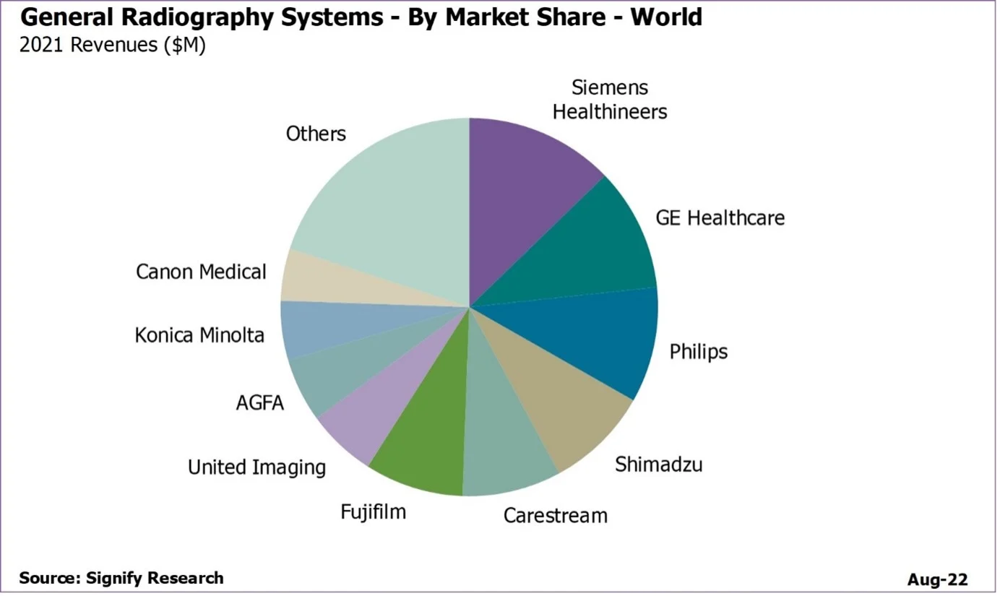 General Radiography Systems - By Market Share - World
2021 Revenues ($M)
Siemens
Healthineers
Others
GE Healthcare
Canon Medical
Konica Minolta
Philips
AGFA
Shimadzu
United Imaging
Fujifilm
Carestream
Source: Signify Research
Aug-22